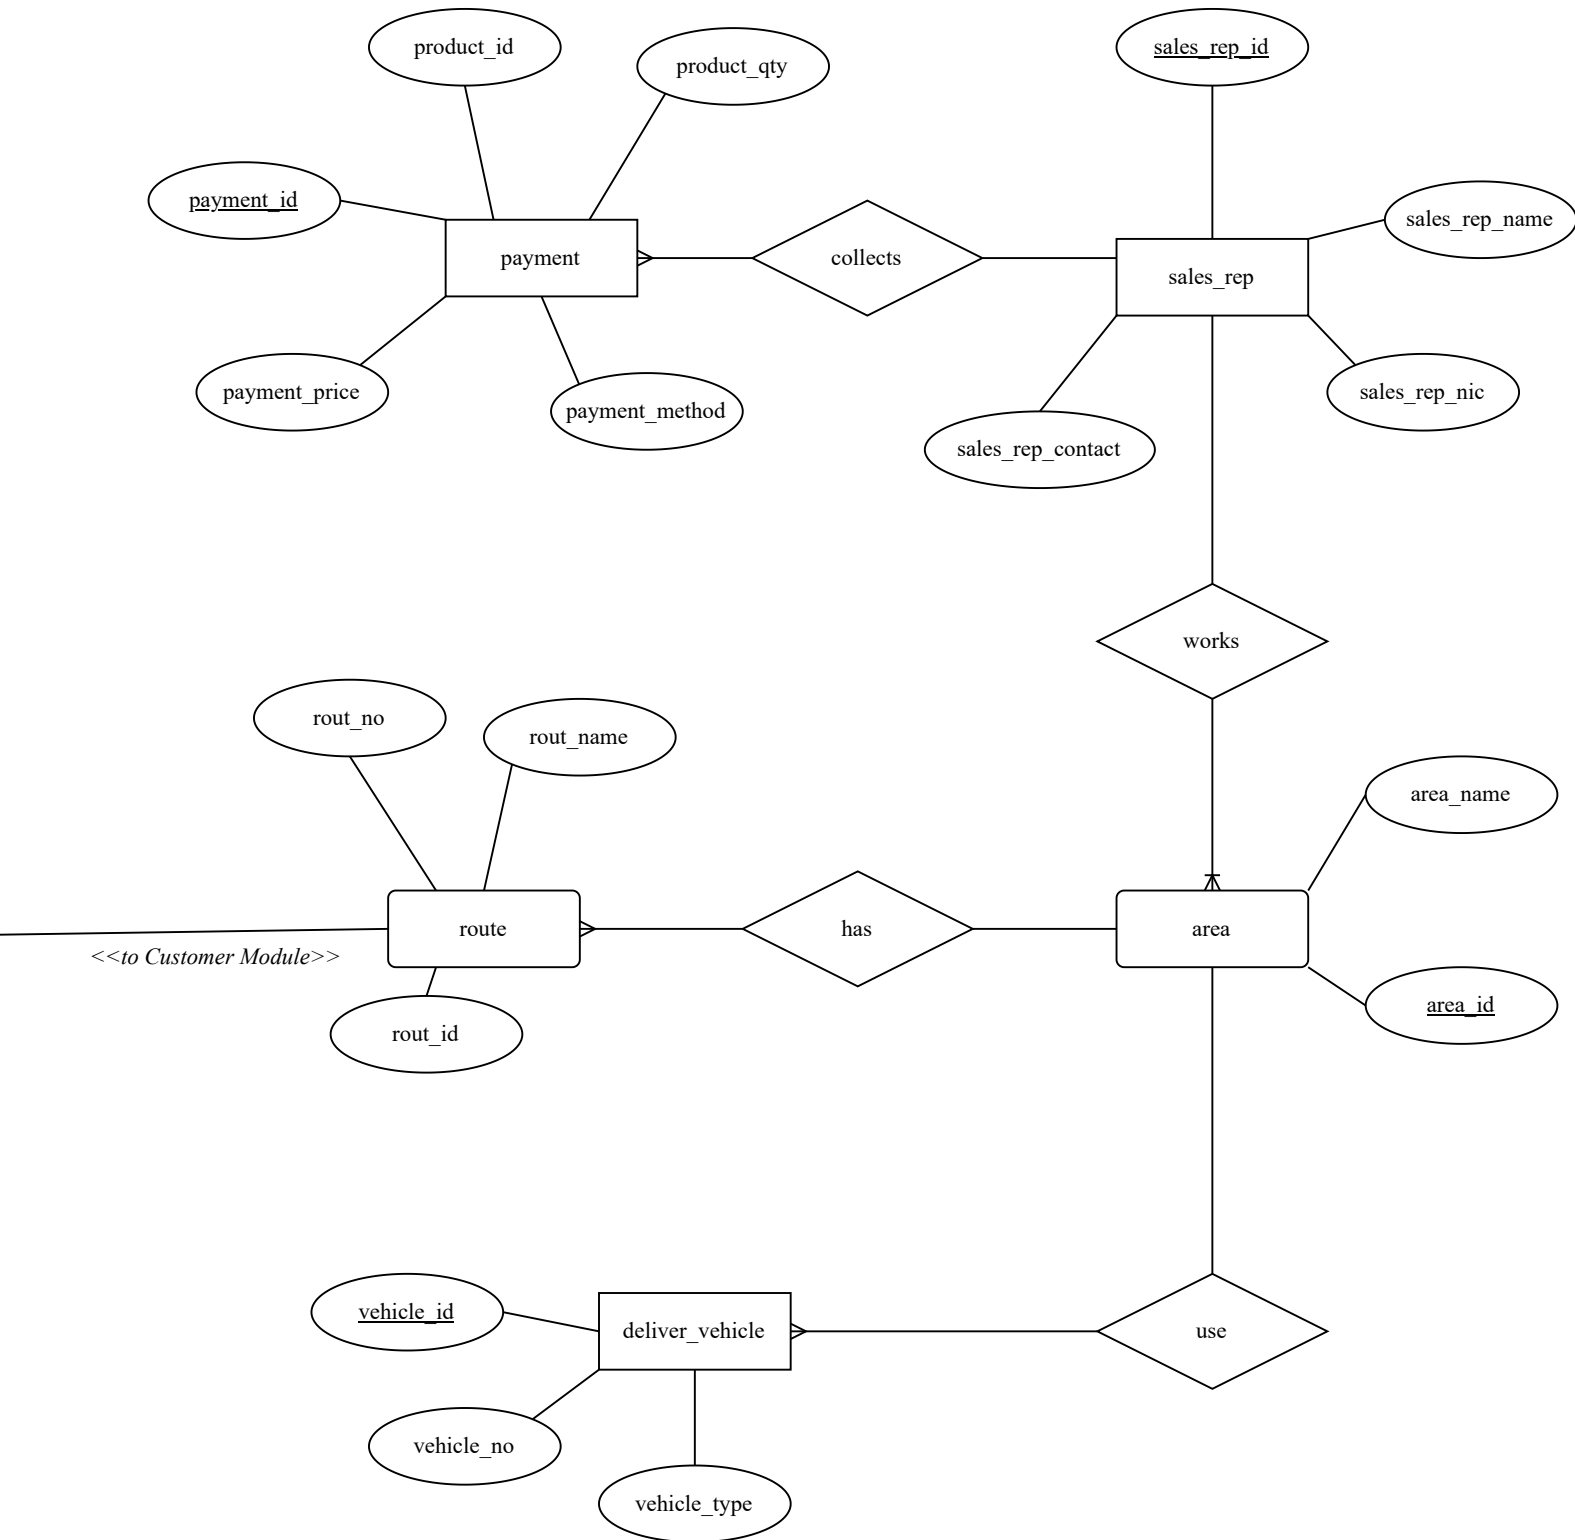 product_id
product_qty
sales_rep_id
payment_id
sales_rep_name
payment
collects
sales_rep
payment_price
payment_method
sales_rep_nic
sales_rep_contact
works
rout_no
rout_name
area_name
route
has
area
<<to Customer Module>>
area_id
rout_id
vehicle_id
deliver_vehicle
use
vehicle_no
vehicle_type